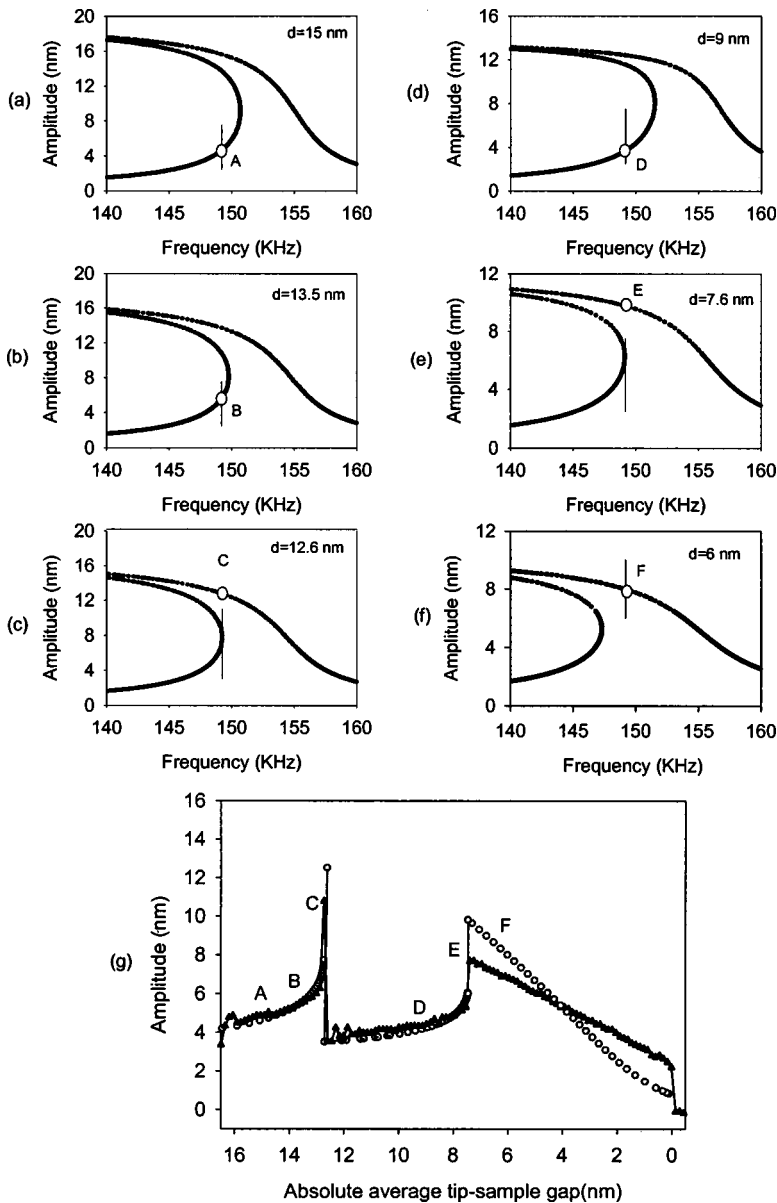 (a)
Amplitude (nm)
20
16
12
8
4
0
d=15 nm
A
140 145 150 155 160
Frequency (KHz)
(d)
Amplitude (nm)
16
12
8
4
0
d=9 nm
D
140 145 150 155 160
Frequency (KHz)
(b)
Amplitude (nm)
20
16
12
8
4
0
d=13.5 nm
B
140 145 150 155 160
Frequency (KHz)
(e)
Amplitude (nm)
12
8
4
0
E
d=7.6 nm
140 145 150 155 160
Frequency (KHz)
(c)
Amplitude (nm)
20
16
12
8
4
0
C
d=12.6 nm
140 145 150 155 160
Frequency (KHz)
(f)
Amplitude (nm)
12
8
4
0
F
d=6 nm
140 145 150 155 160
Frequency (KHz)
(g)
Amplitude (nm)
16
14
12
10
8
6
4
2
0
A
B
C
D
E
F
16 14 12 10 8 6 4 2 0
Absolute average tip-sample gap(nm)